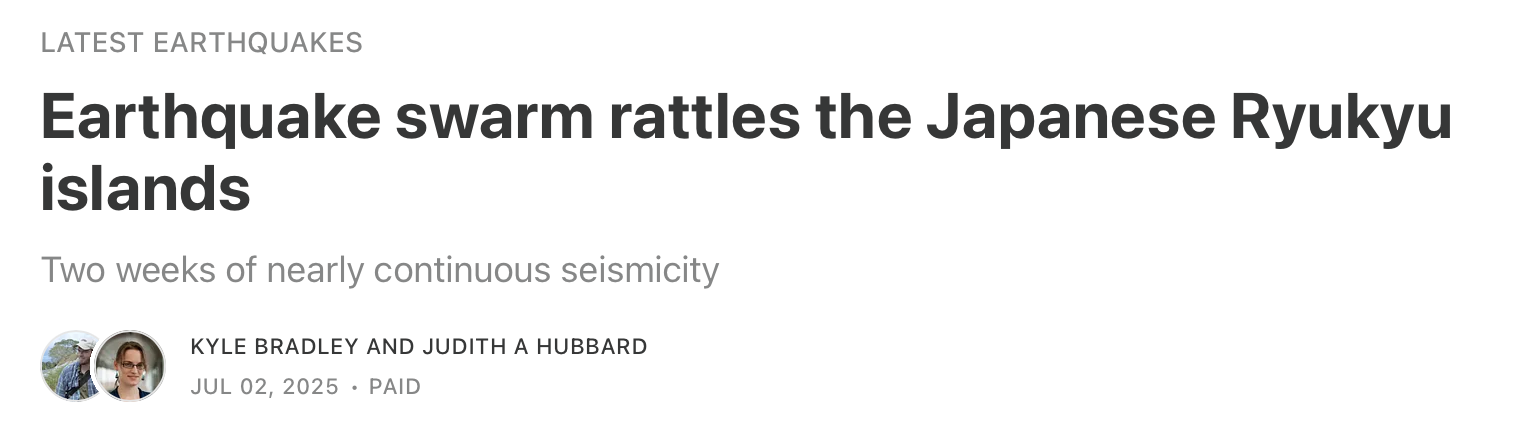 LATEST EARTHQUAKES
Earthquake swarm rattles the Japanese Ryukyu
islands
Two weeks of nearly continuous seismicity
KYLE BRADLEY AND JUDITH A HUBBARD
JUL 02, 2025 • PAID